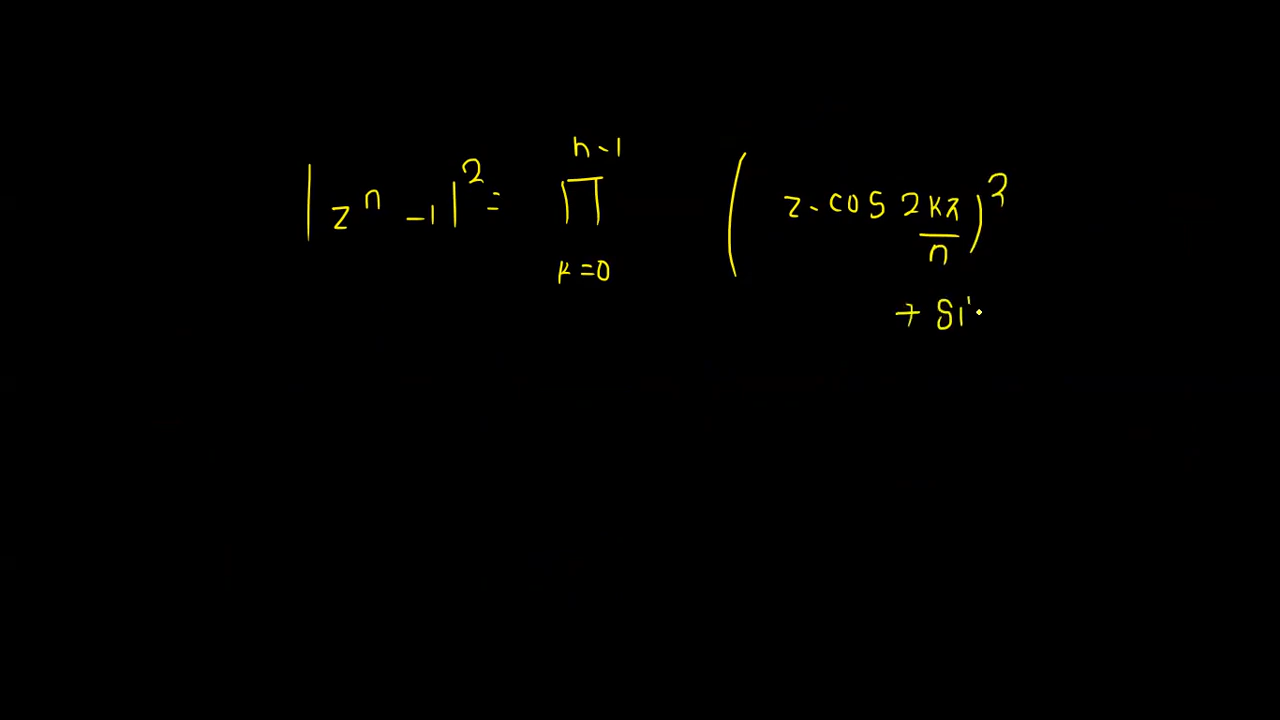 |z^n - 1|^2 = ∏_{k=0}^{n-1} (z - cos 2kπ/n)^2
+ Si